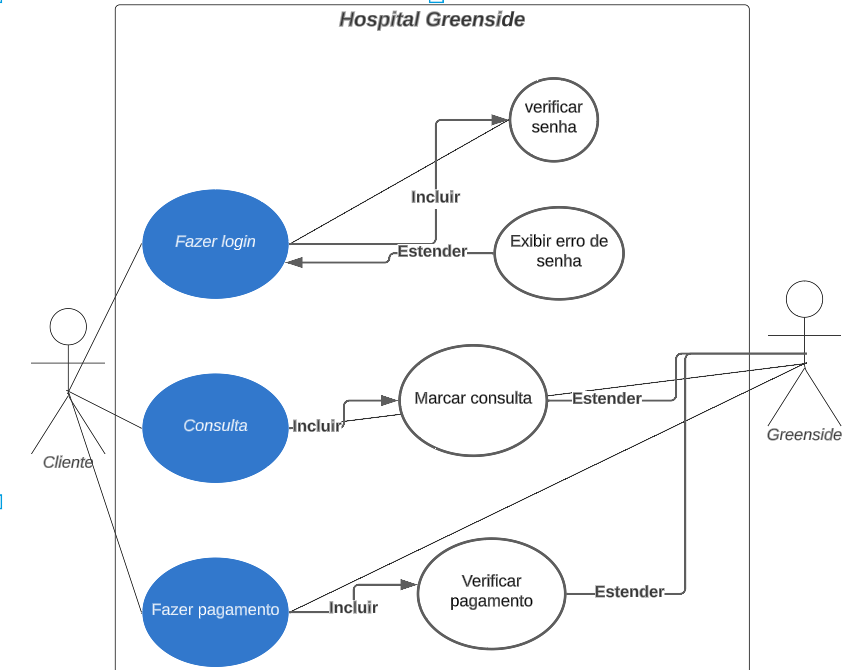 Hospital Greenside
verificar
senha
Incluir
Fazer login
Exibir erro de
senha
Estender
Marcar consulta
Estender
Consulta
Incluir
Greenside
Cliente
Verificar
pagamento
Estender
Fazer pagamento
Incluir